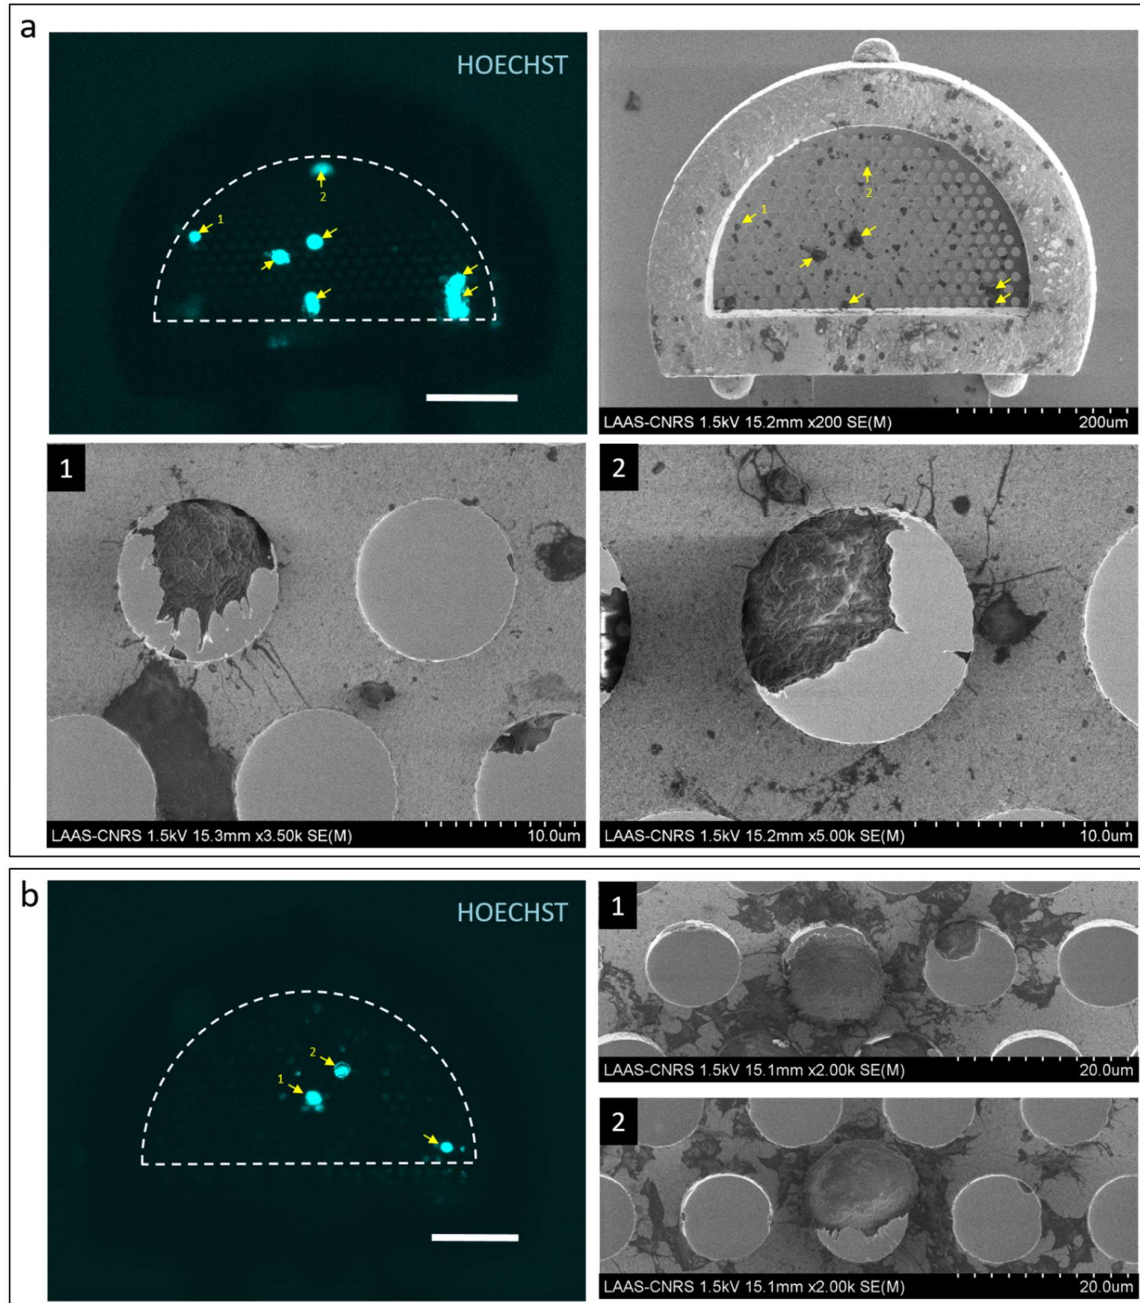 a
HOECHST
1
2
1
2
LAAS-CNRS 1.5kV 15.2mm x200 SE(M)
200um
1
LAAS-CNRS 1.5kV 15.3mm x3.50k SE(M)
10.0um
2
LAAS-CNRS 1.5kV 15.2mm x5.00k SE(M)
10.0um
b
HOECHST
2
1
1
LAAS-CNRS 1.5kV 15.1mm x2.00k SE(M)
20.0um
2
LAAS-CNRS 1.5kV 15.1mm x2.00k SE(M)
20.0um